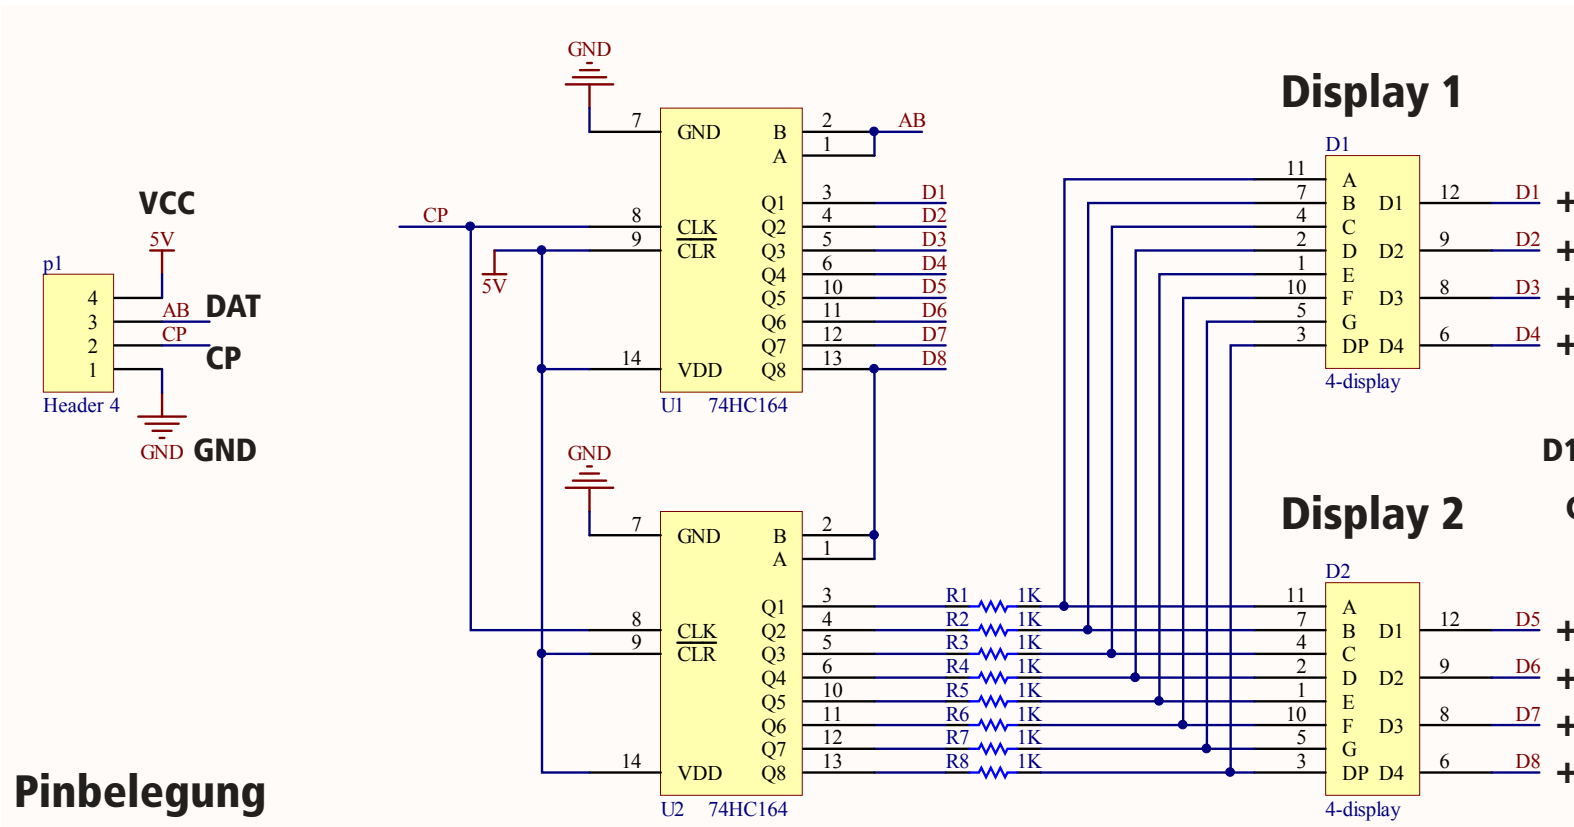 VCC
5V
p1
4
3
2
1
AB DAT
CP
CP
Header 4
GND GND
Pinbelegung
GND
7 GND
B 2 AB
A 1
CP
8 CLK
9 CLR
5V
14 VDD
Q1 3 D1
Q2 4 D2
Q3 5 D3
Q4 6 D4
Q5 10 D5
Q6 11 D6
Q7 12 D7
Q8 13 D8
U1 74HC164
GND
7 GND
B 2
A 1
8 CLK
9 CLR
14 VDD
Q1 3 R1 1K
Q2 4 R2 1K
Q3 5 R3 1K
Q4 6 R4 1K
Q5 10 R5 1K
Q6 11 R6 1K
Q7 12 R7 1K
Q8 13 R8 1K
U2 74HC164
Display 1
D1
11 A
7 B D1 12 D1 +
4 C
2 D D2 9 D2 +
1 E
10 F D3 8 D3 +
5 G
3 DP D4 6 D4 +
4-display
D1
Display 2
D2
11 A
7 B D1 12 D5 +
4 C
2 D D2 9 D6 +
1 E
10 F D3 8 D7 +
5 G
3 DP D4 6 D8 +
4-display